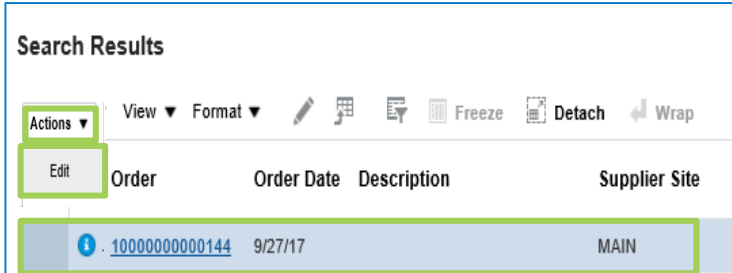 Search Results
Actions ▼ View ▼ Format ▼ Freeze Detach Wrap
Edit
Order Order Date Description Supplier Site
10000000000144 9/27/17 MAIN